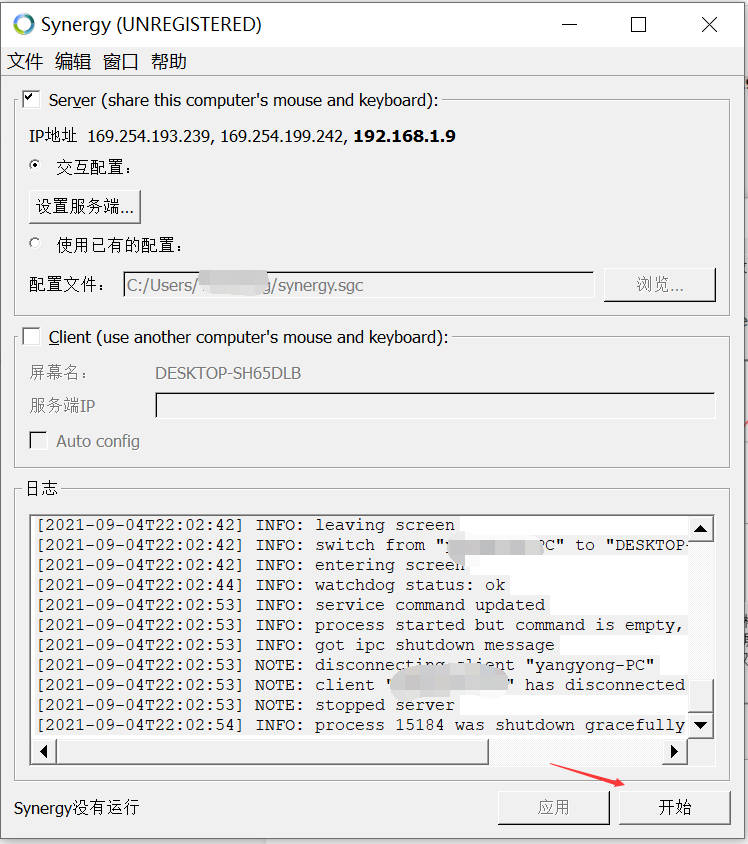 Synergy (UNREGISTERED)
文件 编辑 窗口 帮助
Server (share this computer's mouse and keyboard):
IP地址 169.254.193.239, 169.254.199.242, 192.168.1.9
交互配置：
设置服务端...
使用已有的配置：
配置文件： C:/Users/ g/synergy.sgc 浏览...
Client (use another computer's mouse and keyboard):
屏幕名： DESKTOP-SH65DLB
服务端IP
Auto config
日志
[2021-09-04T22:02:42] INFO: leaving screen
[2021-09-04T22:02:42] INFO: switch from " PC" to "DESKTOP-
[2021-09-04T22:02:42] INFO: entering screen
[2021-09-04T22:02:44] INFO: watchdog status: ok
[2021-09-04T22:02:53] INFO: service command updated
[2021-09-04T22:02:53] INFO: process started but command is empty,
[2021-09-04T22:02:53] INFO: got ipc shutdown message
[2021-09-04T22:02:53] NOTE: disconnecting client "yangyong-PC"
[2021-09-04T22:02:53] NOTE: client " " has disconnected
[2021-09-04T22:02:53] NOTE: stopped server
[2021-09-04T22:02:54] INFO: process 15184 was shutdown gracefully
Synergy没有运行 应用 开始